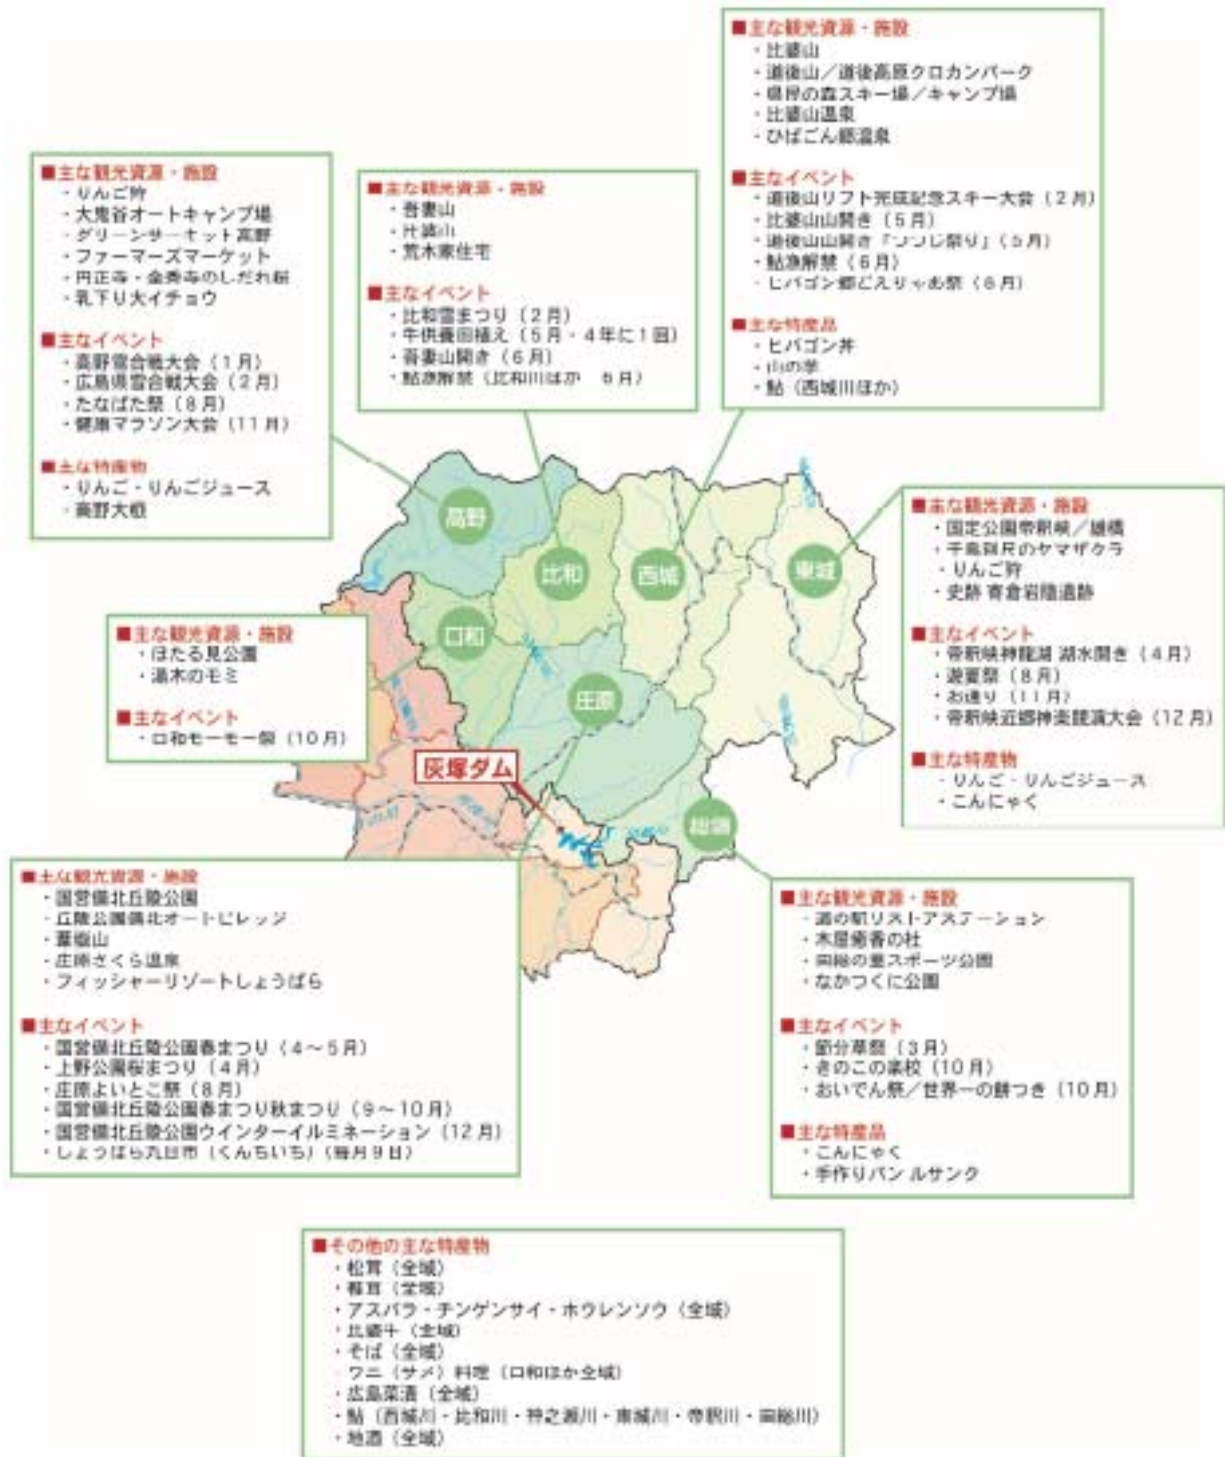 ■主な観光資源・施設
・比婆山
・道後山／道後高原クロカンパーク
・県民の森スキー場／キャンプ場
・比婆山温泉
・ひばごん郷温泉
■主なイベント
・道後山リフト完成記念スキー大会（2月）
・比婆山山開き（5月）
・道後山山開き「つつじ祭り」（5月）
・鮎漁解禁（6月）
・ヒバゴン郷どえりゃあ祭（8月）
■主な特産品
・ヒバゴン丼
・山の芋
・鮎（西城川ほか）
■主な観光資源・施設
・りんご狩
・大鬼谷オートキャンプ場
・グリーンサーモット高野
・ファーマーズマーケット
・円正寺・金秀寺のしだれ桜
・乳下り大イチョウ
■主なイベント
・高野雪合戦大会（1月）
・広島県雪合戦大会（2月）
・たなばた祭（8月）
・健康マラソン大会（11月）
■主な特産物
・りんご・りんごジュース
・高野大根
■主な観光資源・施設
・吾妻山
・比婆山
・荒木家住宅
■主なイベント
・比和雪まつり（2月）
・牛供養田植え（5月・4年に1回）
・吾妻山開き（6月）
・鮎漁解禁（比和川ほか 6月）
高野
比和
西城
東城
口和
庄原
総領
灰塚ダム
■主な観光資源・施設
・国定公園帝釈峡／雄橋
・千鳥別尺のヤマザクラ
・りんご狩
・史跡 寄倉岩陰遺跡
■主なイベント
・帝釈峡神龍湖 湖水開き（4月）
・遊夏祭（8月）
・お通り（11月）
・帝釈峡近郷神楽競演大会（12月）
■主な特産物
・りんご・りんごジュース
・こんにゃく
■主な観光資源・施設
・ほたる見公園
・湯木のモミ
■主なイベント
・口和モーモー祭（10月）
■主な観光資源・施設
・国営備北丘陵公園
・丘陵公園備北オートビレッジ
・葦嶽山
・庄原さくら温泉
・フィッシャーリゾートしょうばら
■主なイベント
・国営備北丘陵公園春まつり（4～5月）
・上野公園桜まつり（4月）
・庄原よいとこ祭（8月）
・国営備北丘陵公園春まつり秋まつり（9～10月）
・国営備北丘陵公園ウインターイルミネーション（12月）
・しょうばら九日市（くんちいち）（毎月9日）
■主な観光資源・施設
・道の駅リストアステーション
・木屋癒香の杜
・田総の里スポーツ公園
・なかつくに公園
■主なイベント
・節分草祭（3月）
・きのこの楽校（10月）
・おいでん祭／世界一の餅つき（10月）
■主な特産品
・こんにゃく
・手作りパン ルサンク
■その他の主な特産物
・松茸（全域）
・椎茸（全域）
・アスパラ・チンゲンサイ・ホウレンソウ（全域）
・比婆牛（全域）
・そば（全域）
・ワニ（サメ）料理（口和ほか全域）
・広島菜漬（全域）
・鮎（西城川・比和川・神之瀬川・東城川・帝釈川・田総川）
・地酒（全域）